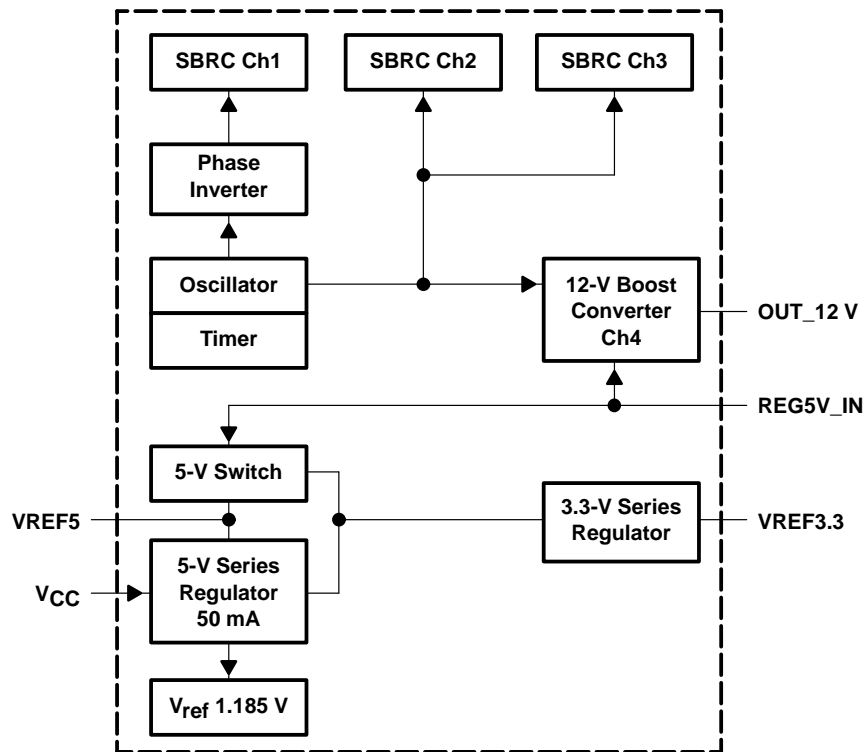 SBRC Ch1
SBRC Ch2
SBRC Ch3
Phase
Inverter
Oscillator
Timer
12-V Boost
Converter
Ch4
OUT_12 V
REG5V_IN
5-V Switch
VREF5
3.3-V Series
Regulator
VREF3.3
5-V Series
Regulator
50 mA
VCC
Vref 1.185 V